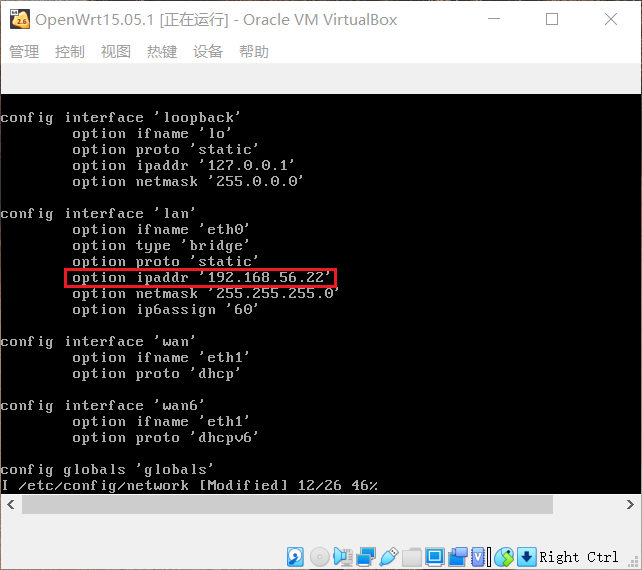 OpenWrt15.05.1 [正在运行] - Oracle VM VirtualBox
管理 控制 视图 热键 设备 帮助
config interface 'loopback'
option ifname 'lo'
option proto 'static'
option ipaddr '127.0.0.1'
option netmask '255.0.0.0'
config interface 'lan'
option ifname 'eth0'
option type 'bridge'
option proto 'static'
option ipaddr '192.168.56.22'
option netmask '255.255.255.0'
option ip6assign '60'
config interface 'wan'
option ifname 'eth1'
option proto 'dhcp'
config interface 'wan6'
option ifname 'eth1'
option proto 'dhcpv6'
config globals 'globals'
I /etc/config/network [Modified] 12/26 46%
Right Ctrl